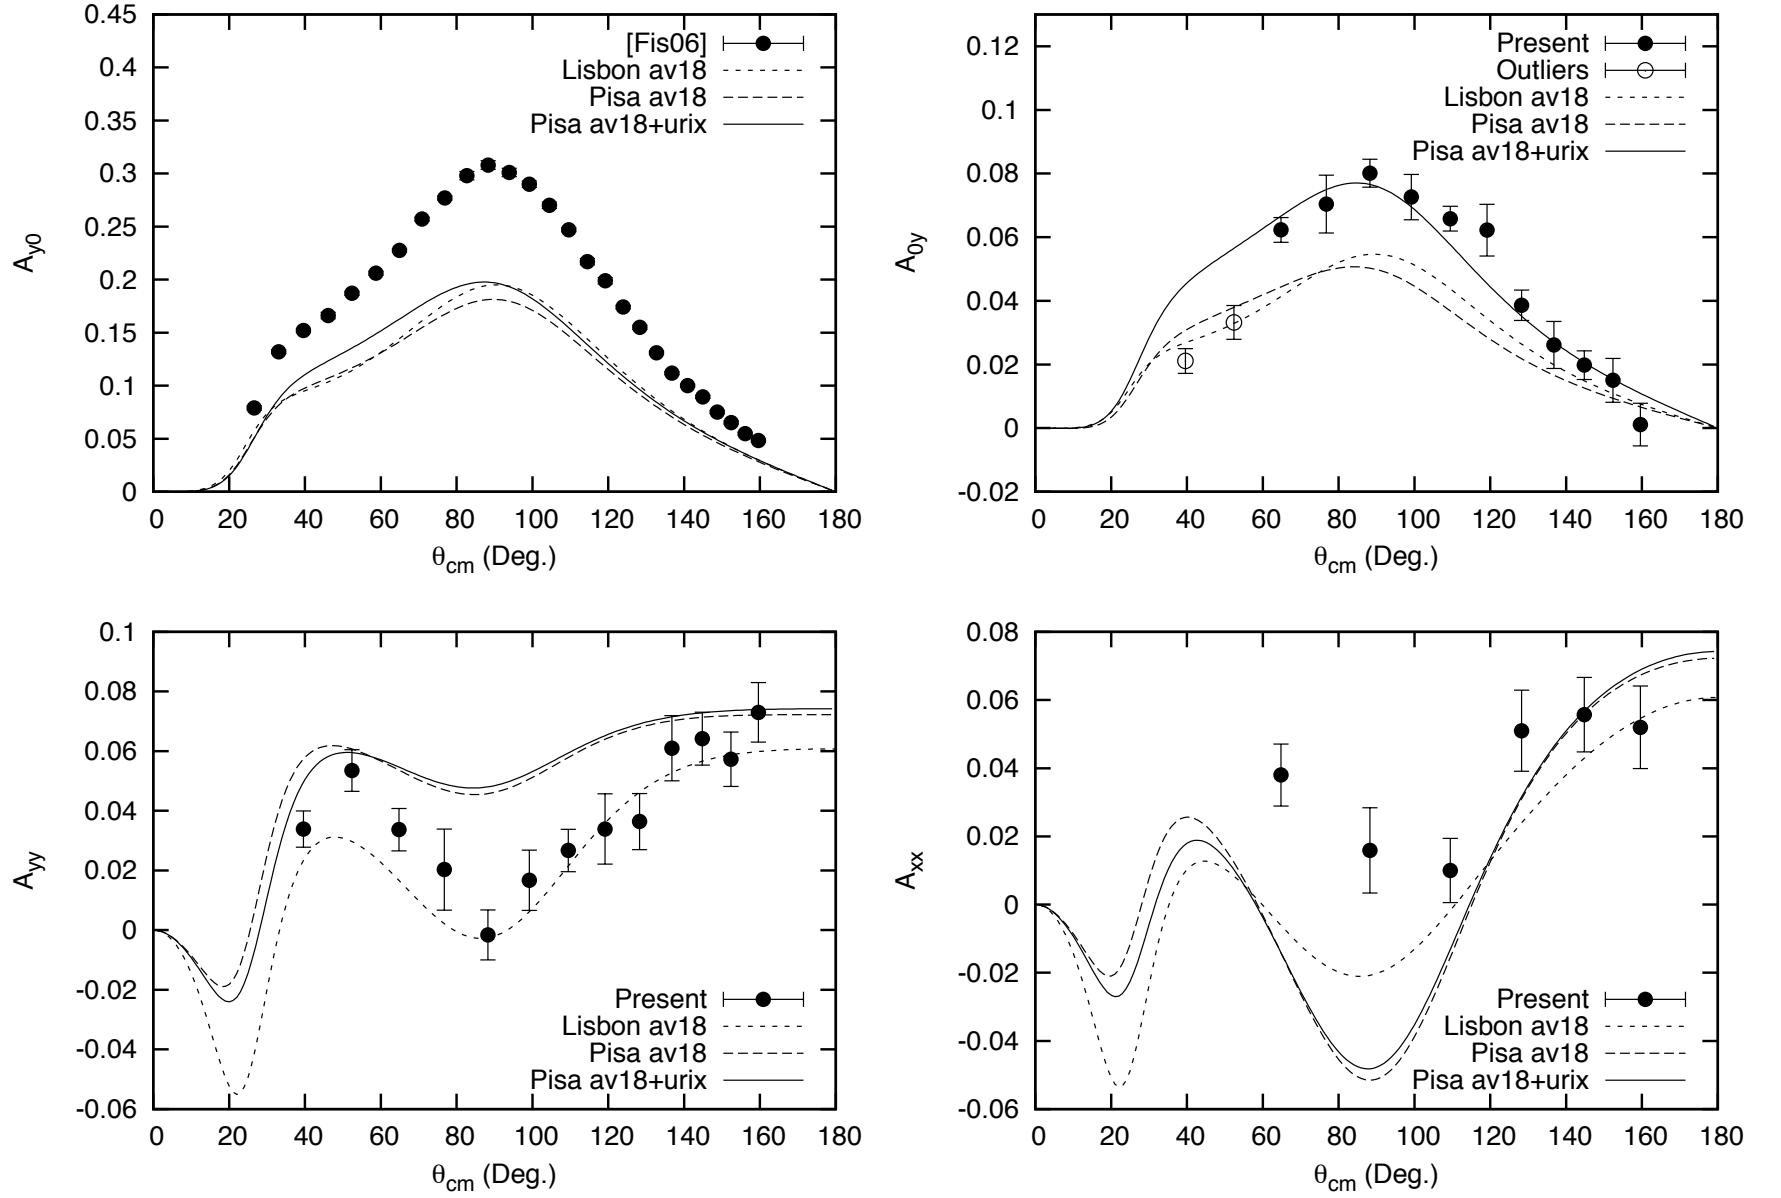 0.45
0.4
0.35
0.3
0.25
0.2
0.15
0.1
0.05
0
A_y0
[Fis06]
Lisbon av18
Pisa av18
Pisa av18+urix
0 20 40 60 80 100 120 140 160 180
θ_cm (Deg.)
0.12
0.1
0.08
0.06
0.04
0.02
0
-0.02
A_0y
Present
Outliers
Lisbon av18
Pisa av18
Pisa av18+urix
0 20 40 60 80 100 120 140 160 180
θ_cm (Deg.)
0.1
0.08
0.06
0.04
0.02
0
-0.02
-0.04
-0.06
A_yy
Present
Lisbon av18
Pisa av18
Pisa av18+urix
0 20 40 60 80 100 120 140 160 180
θ_cm (Deg.)
0.08
0.06
0.04
0.02
0
-0.02
-0.04
-0.06
A_xx
Present
Lisbon av18
Pisa av18
Pisa av18+urix
0 20 40 60 80 100 120 140 160 180
θ_cm (Deg.)